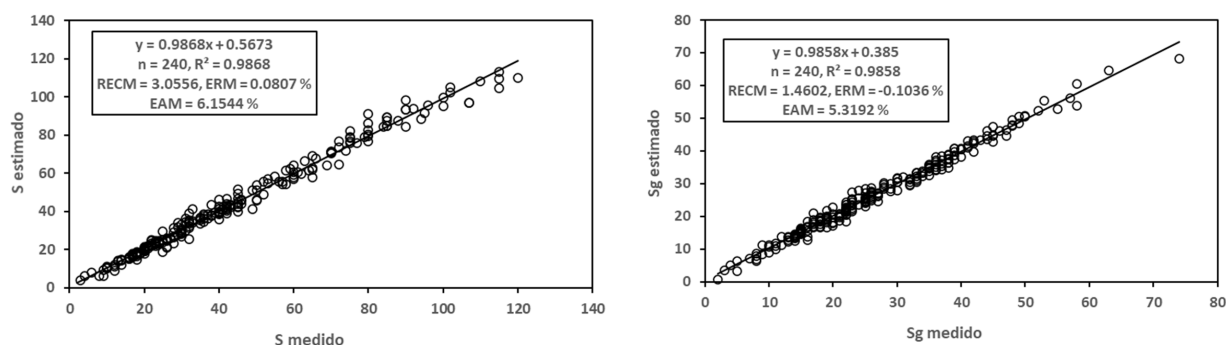 140
120
100
80
60
40
20
0
S estimado
y = 0.9868x + 0.5673
n = 240, R² = 0.9868
RECM = 3.0556, ERM = 0.0807 %
EAM = 6.1544 %
0 20 40 60 80 100 120 140
S medido
80
70
60
50
40
30
20
10
0
Sg estimado
y = 0.9858x + 0.385
n = 240, R² = 0.9858
RECM = 1.4602, ERM = -0.1036 %
EAM = 5.3192 %
0 10 20 30 40 50 60 70 80
Sg medido